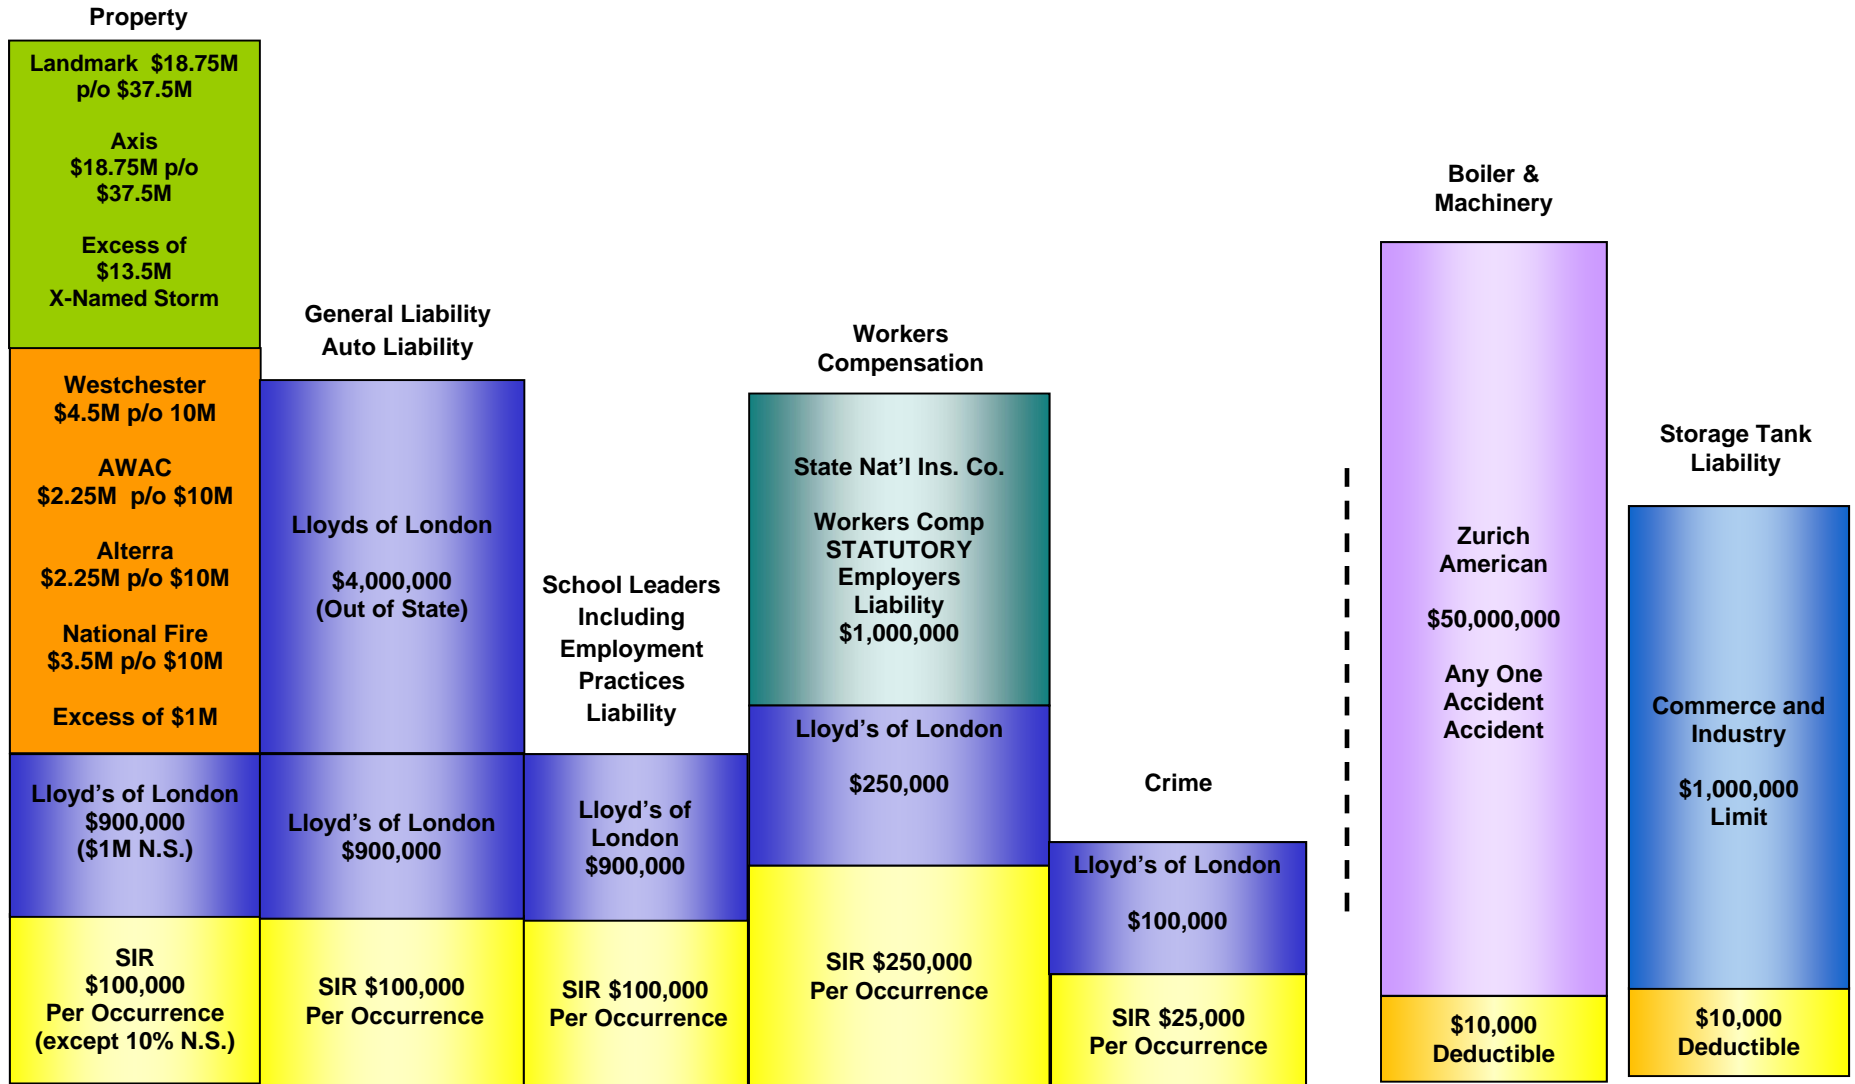 Property
Landmark $18.75M
p/o $37.5M
Axis
$18.75M p/o
$37.5M
Excess of
$13.5M
X-Named Storm
Westchester
$4.5M p/o 10M
AWAC
$2.25M p/o $10M
Alterra
$2.25M p/o $10M
National Fire
$3.5M p/o $10M
Excess of $1M
Lloyd's of London
$900,000
($1M N.S.)
SIR
$100,000
Per Occurrence
(except 10% N.S.)
General Liability
Auto Liability
Lloyds of London
$4,000,000
(Out of State)
Lloyd's of London
$900,000
SIR $100,000
Per Occurrence
School Leaders
Including
Employment
Practices
Liability
Lloyd's of
London
$900,000
SIR $100,000
Per Occurrence
Workers
Compensation
State Nat'l Ins. Co.
Workers Comp
STATUTORY
Employers
Liability
$1,000,000
Lloyd's of London
$250,000
SIR $250,000
Per Occurrence
Crime
Lloyd's of London
$100,000
SIR $25,000
Per Occurrence
Boiler &
Machinery
Zurich
American
$50,000,000
Any One
Accident
Accident
$10,000
Deductible
Storage Tank
Liability
Commerce and
Industry
$1,000,000
Limit
$10,000
Deductible